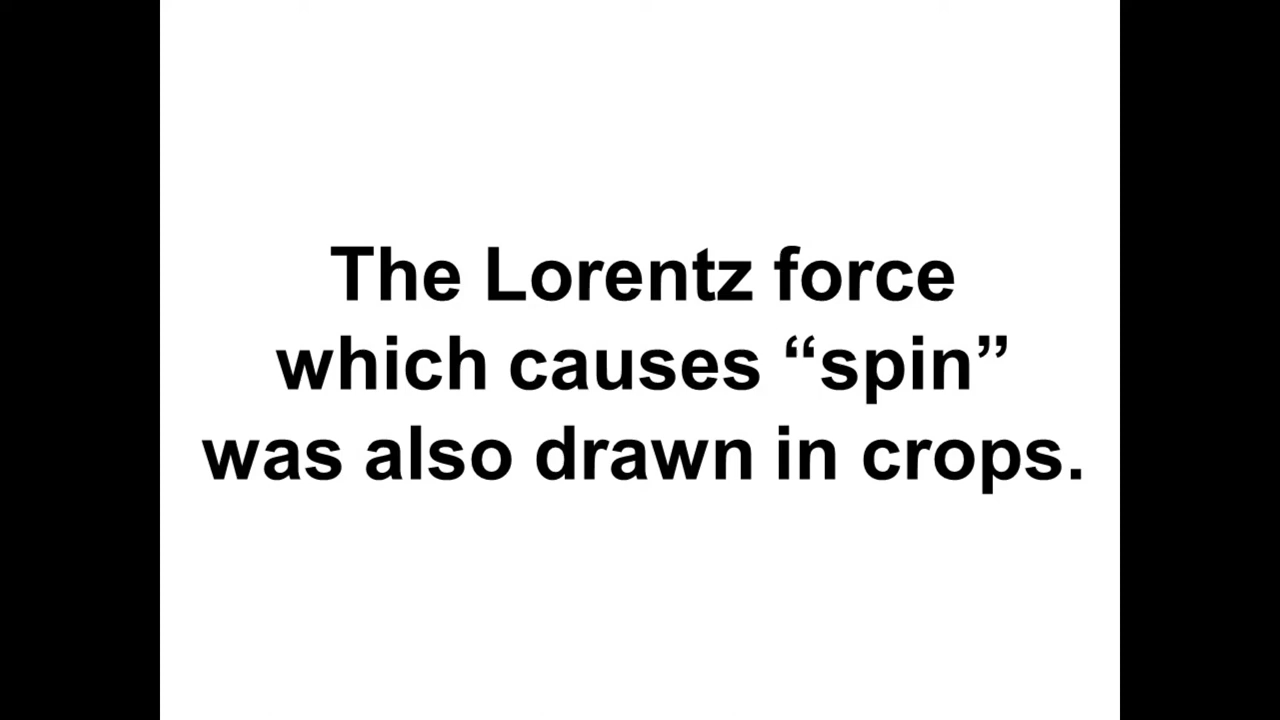 The Lorentz force
which causes “spin”
was also drawn in crops.